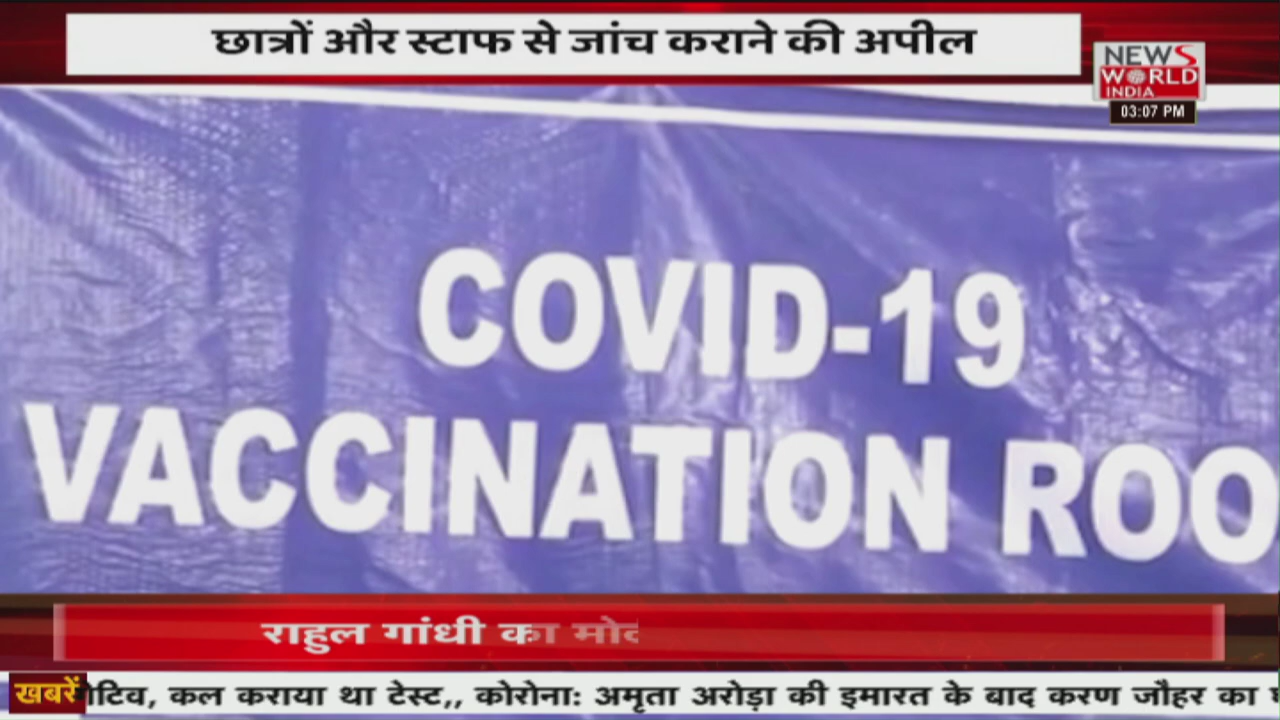 छात्रों और स्टाफ से जांच कराने की अपील
NEWS
WORLD
INDIA
03:07 PM
COVID-19
VACCINATION ROO
राहुल गांधी का
खबरें
कल कराया था टेस्ट,, कोरोना: अमृता अरोड़ा की इमारत के बाद करण जौहर का